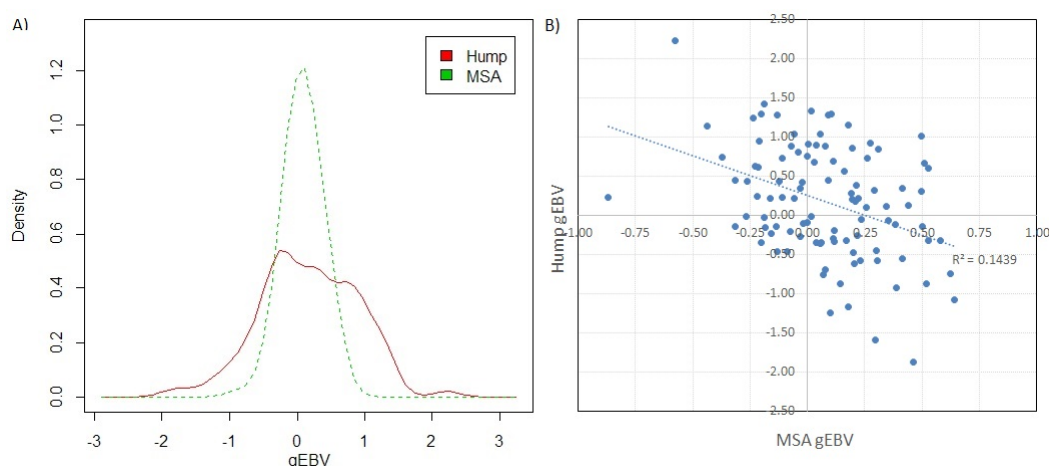 A)
Density
0.0
0.2
0.4
0.6
0.8
1.0
1.2
Hump
MSA
-3 -2 -1 0 1 2 3
gEBV
B)
Hump gEBV
2.50
2.00
1.50
1.00
0.50
0.00
-0.50
-1.00
-1.50
-2.00
-2.50
-1.00 -0.75 -0.50 -0.25 0.00 0.25 0.50 0.75 1.00
R² = 0.1439
MSA gEBV